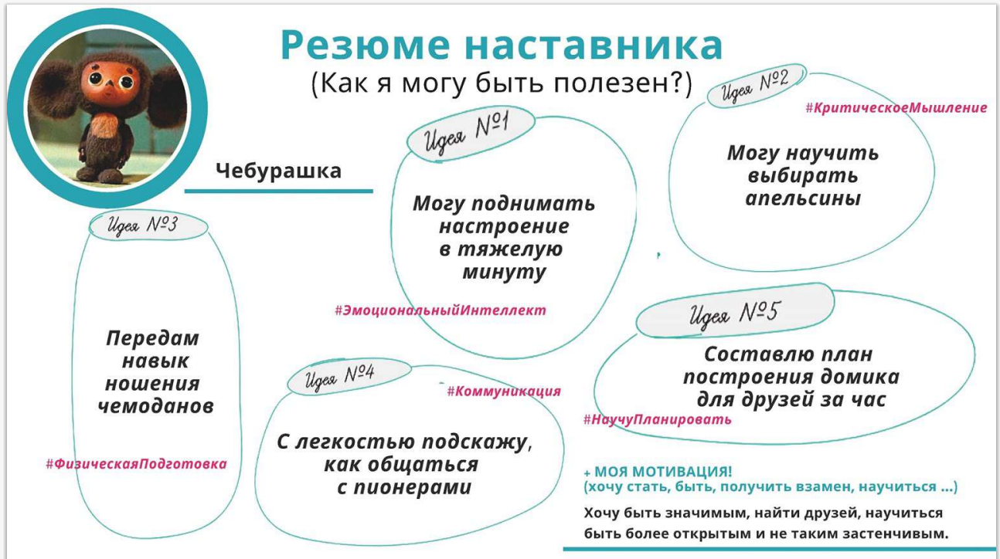 Резюме наставника
(Как я могу быть полезен?)
Чебурашка
Идея №1
Могу поднимать
настроение
в тяжелую
минуту
#ЭмоциональныйИнтеллект
Идея №2
#КритическоеМышление
Могу научить
выбирать
апельсины
Идея №3
Передам
навык
ношения
чемоданов
#ФизическаяПодготовка
Идея №4
#Коммуникация
С легкостью подскажу,
как общаться
с пионерами
Идея №5
Составлю план
построения домика
для друзей за час
#НаучуПланировать
+ МОЯ МОТИВАЦИЯ!
(хочу стать, быть, получить взамен, научиться ...)
Хочу быть значимым, найти друзей, научиться
быть более открытым и не таким застенчивым.